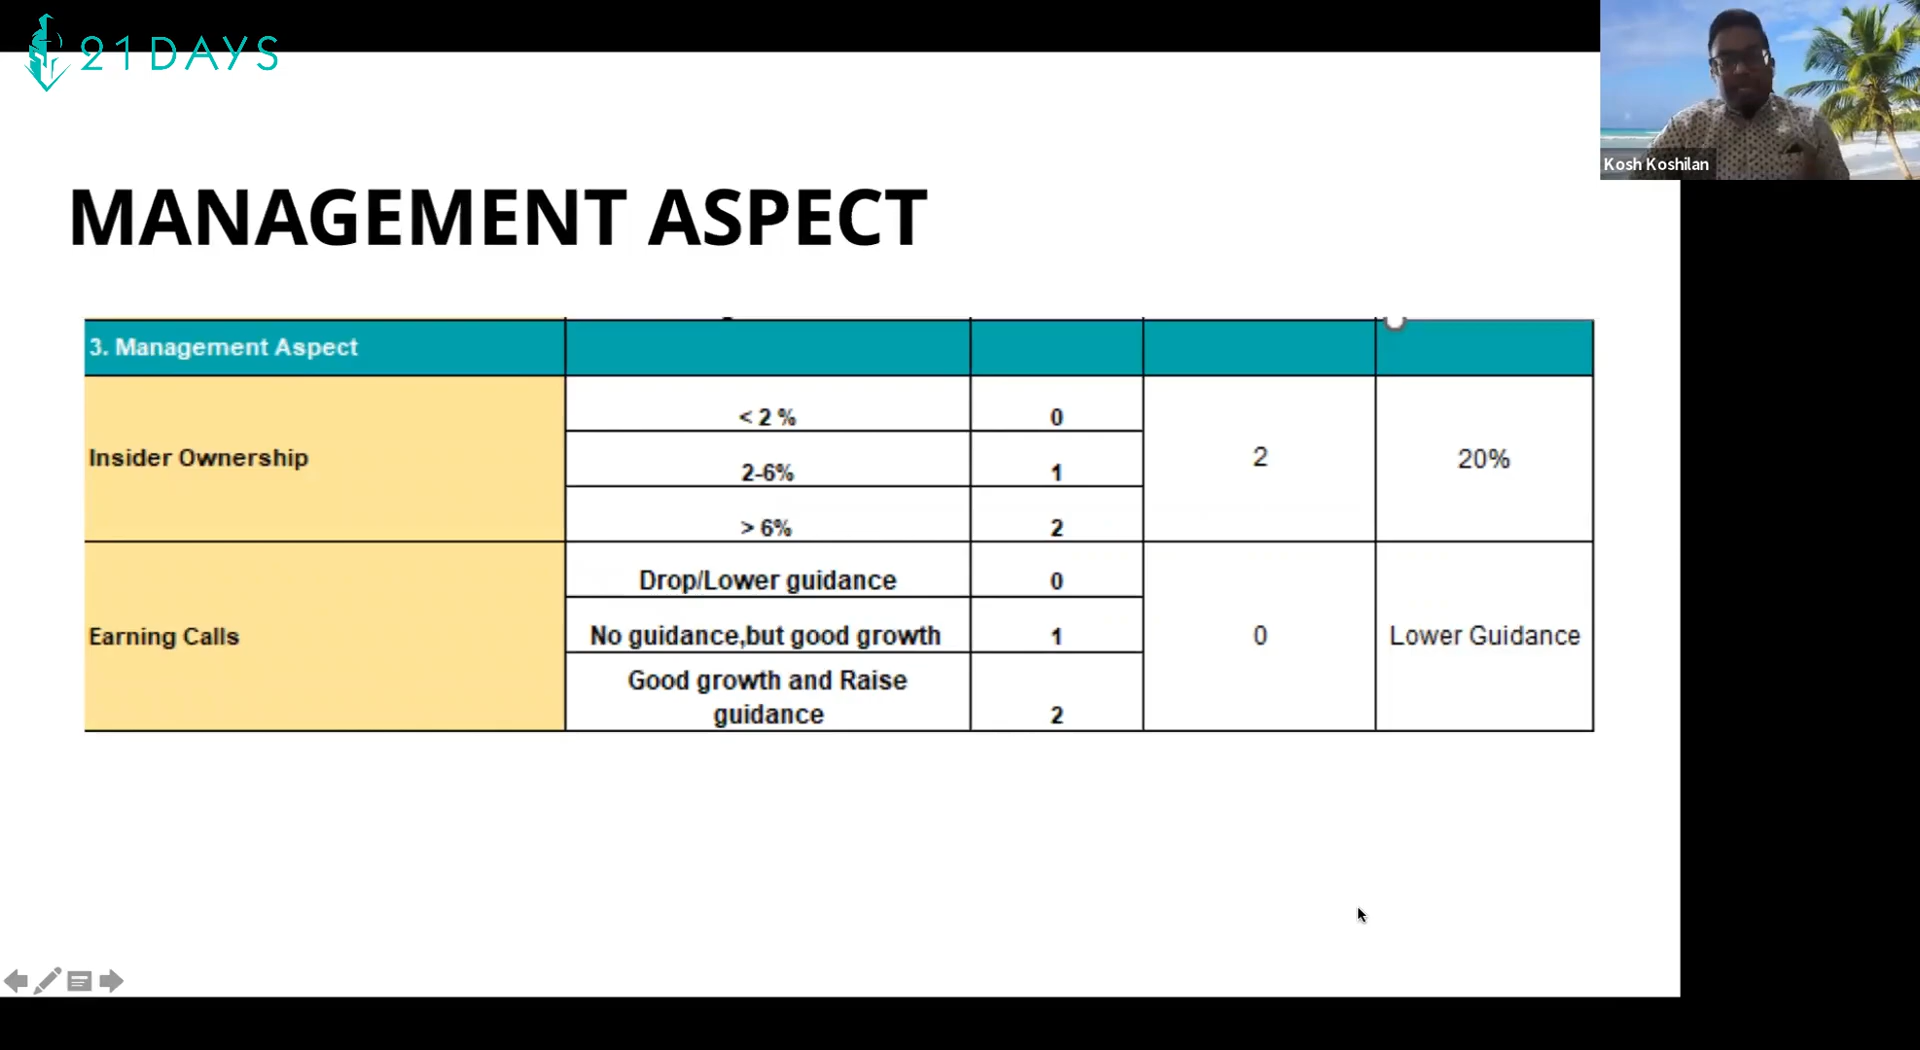 21DAYS
Kosh Koshilan
MANAGEMENT ASPECT
3. Management Aspect
Insider Ownership
< 2 %
0
2-6%
1
> 6%
2
2
20%
Earning Calls
Drop/Lower guidance
0
No guidance,but good growth
1
Good growth and Raise
guidance
2
0
Lower Guidance